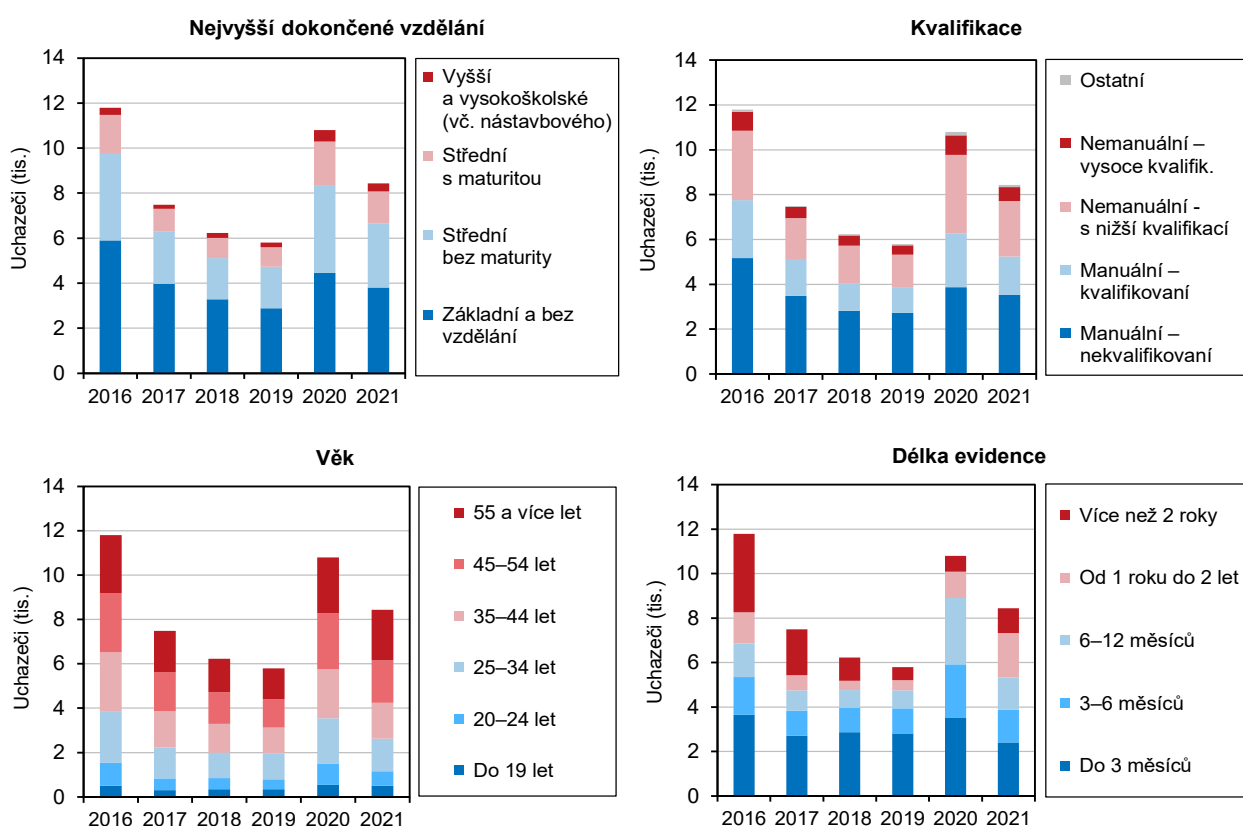 Nejvyšší dokončené vzdělání
Uchazeči (tis.)
14
12
10
8
6
4
2
0
2016 2017 2018 2019 2020 2021
Vyšší
a vysokoškolské
(vč. nástavbového)
Střední
s maturitou
Střední
bez maturity
Základní a bez
vzdělání
Kvalifikace
Uchazeči (tis.)
14
12
10
8
6
4
2
0
2016 2017 2018 2019 2020 2021
Ostatní
Nemanuální –
vysoce kvalifik.
Nemanuální -
s nižší kvalifikací
Manuální –
kvalifikovaní
Manuální –
nekvalifikovaní
Věk
Uchazeči (tis.)
14
12
10
8
6
4
2
0
2016 2017 2018 2019 2020 2021
55 a více let
45–54 let
35–44 let
25–34 let
20–24 let
Do 19 let
Délka evidence
Uchazeči (tis.)
14
12
10
8
6
4
2
0
2016 2017 2018 2019 2020 2021
Více než 2 roky
Od 1 roku do 2 let
6–12 měsíců
3–6 měsíců
Do 3 měsíců